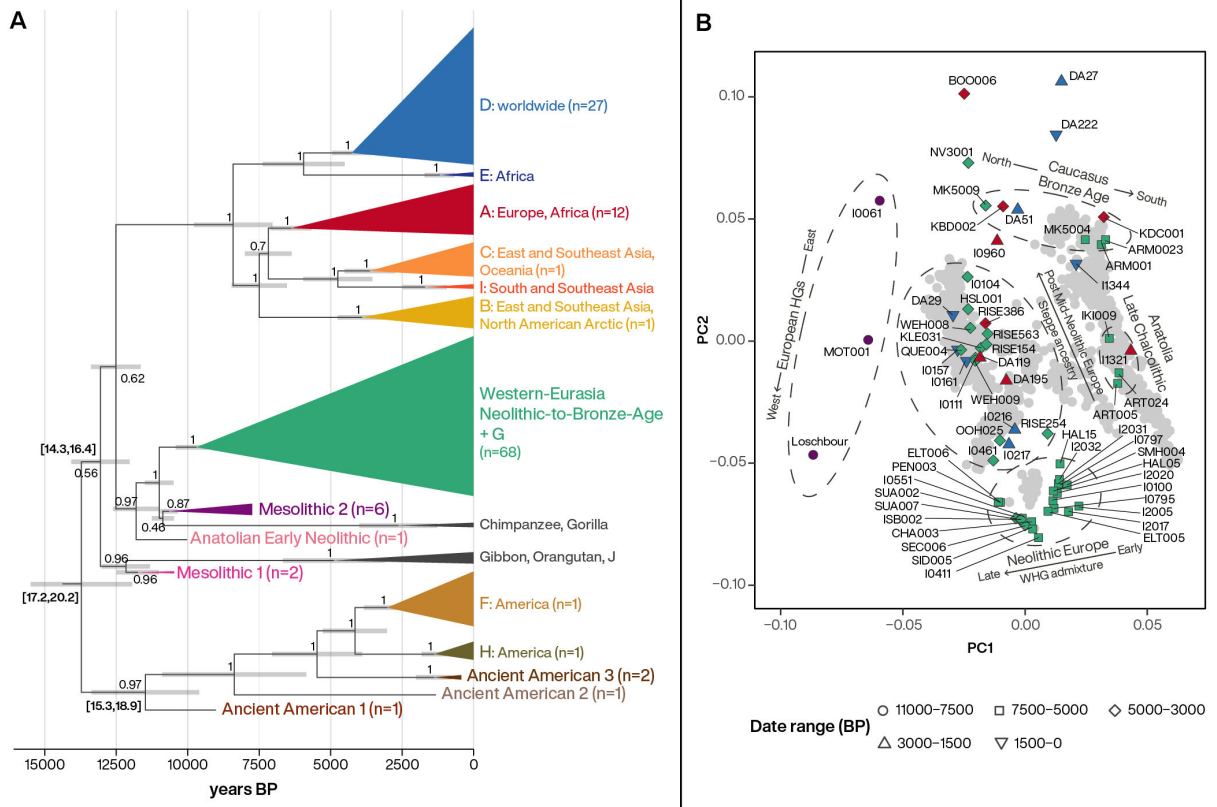 A
1
D: worldwide (n=27)
1
1
E: Africa
1
1
A: Europe, Africa (n=12)
0.7
C: East and Southeast Asia,
Oceania (n=1)
1
1
1
1
I: South and Southeast Asia
1
B: East and Southeast Asia,
North American Arctic (n=1)
0.62
Western-Eurasia
Neolithic-to-Bronze-Age
+ G
(n=68)
1
[14.3,16.4]
0.56
1
0.97
0.87
Mesolithic 2 (n=6)
0.46
1
Chimpanzee, Gorilla
Anatolian Early Neolithic (n=1)
0.96
1
Gibbon, Orangutan, J
0.96
Mesolithic 1 (n=2)
[17.2,20.2]
1
F: America (n=1)
1
1
1
H: America (n=1)
1
1
Ancient American 3 (n=2)
0.97
Ancient American 2 (n=1)
[15.3,18.9]
Ancient American 1 (n=1)
15000
12500
10000
7500
5000
2500
0
years BP
B
PC2
0.10
0.05
0.00
−0.05
−0.10
−0.10
−0.05
0.00
0.05
PC1
BOO006
DA27
DA222
NV3001
North
Caucasus
Bronze Age
South
MK5009
I0061
KBD002
DA51
MK5004
KDC001
ARM0023
I0960
ARM001
I1344
I0104
DA29
HSL001
RISE386
WEH008
KLE031
RISE563
QUE004
RISE154
MOT001
DA119
I0157
I0161
DA195
I0111
WEH009
IKI009
I1321
Anatolia
Late Chalcolithic
Post Mid-Neolithic Europe
Steppe ancestry
West
European HGs
East
ART024
ART005
I0216
RISE254
OOH025
I0217
I0461
Loschbour
HAL15
I2031
I2032
I0797
SMH004
HAL05
I2020
I0100
I0795
I2005
I2017
ELT005
ELT006
PEN003
I0551
SUA002
SUA007
ISB002
CHA003
SEC006
SID005
I0411
Neolithic Europe
Late
Early
WHG admixture
Date range (BP)
11000−7500
7500−5000
5000−3000
3000−1500
1500−0